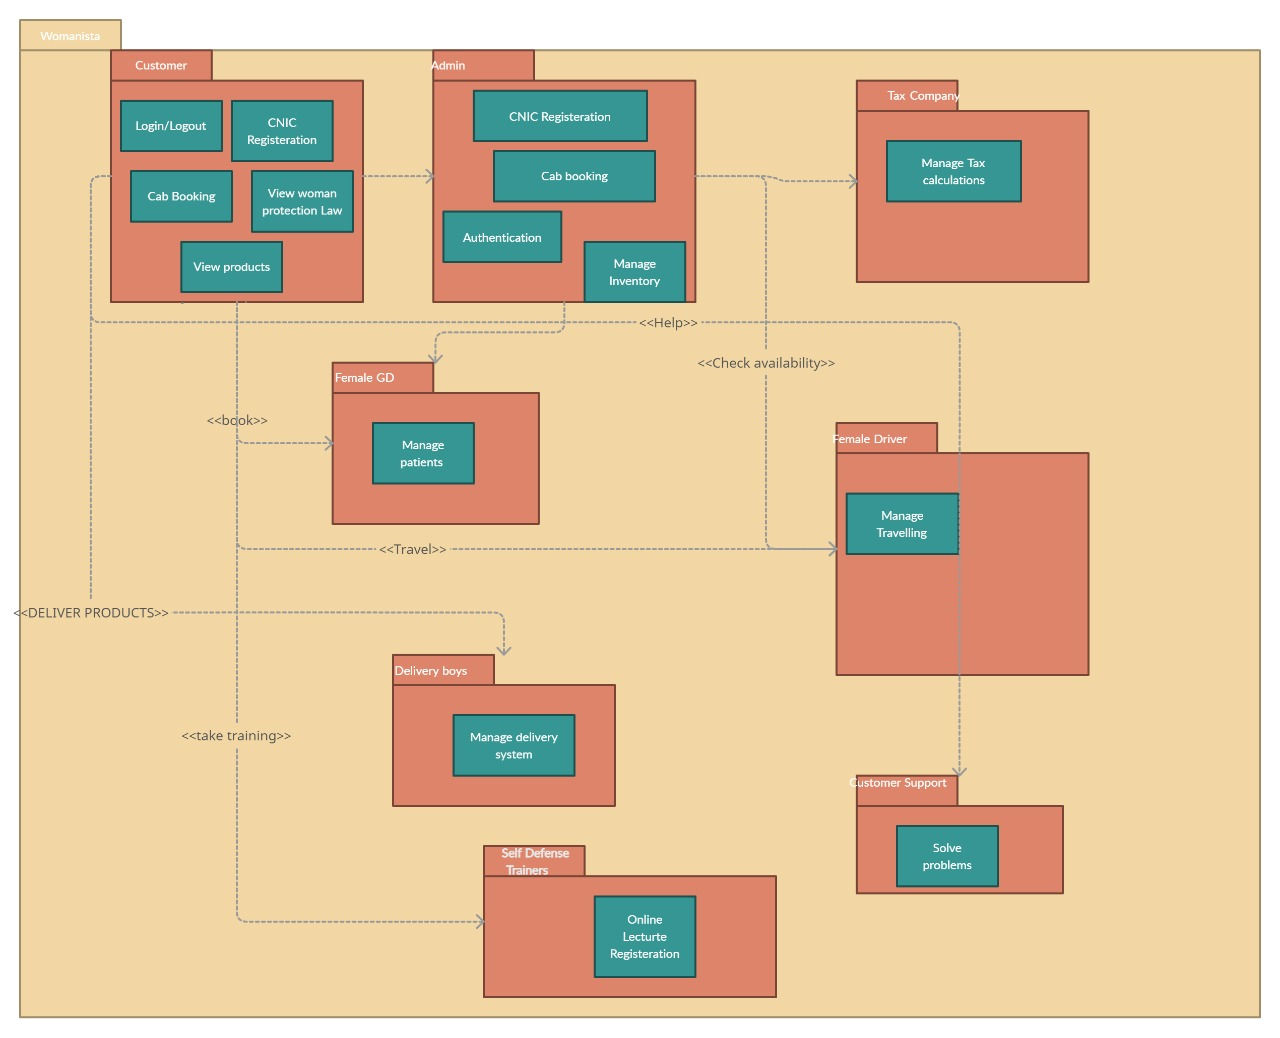 Womanista
Customer
Login/Logout
CNIC
Registeration
Cab Booking
View woman
protection Law
View products
Admin
CNIC Registeration
Cab booking
Authentication
Manage
Inventory
Tax Company
Manage Tax
calculations
<<Help>>
<<Check availability>>
Female GD
Manage
patients
<<book>>
Female Driver
Manage
Travelling
<<Travel>>
<<DELIVER PRODUCTS>>
Delivery boys
Manage delivery
system
<<take training>>
Customer Support
Solve
problems
Self Defense
Trainers
Online
Lecturte
Registeration